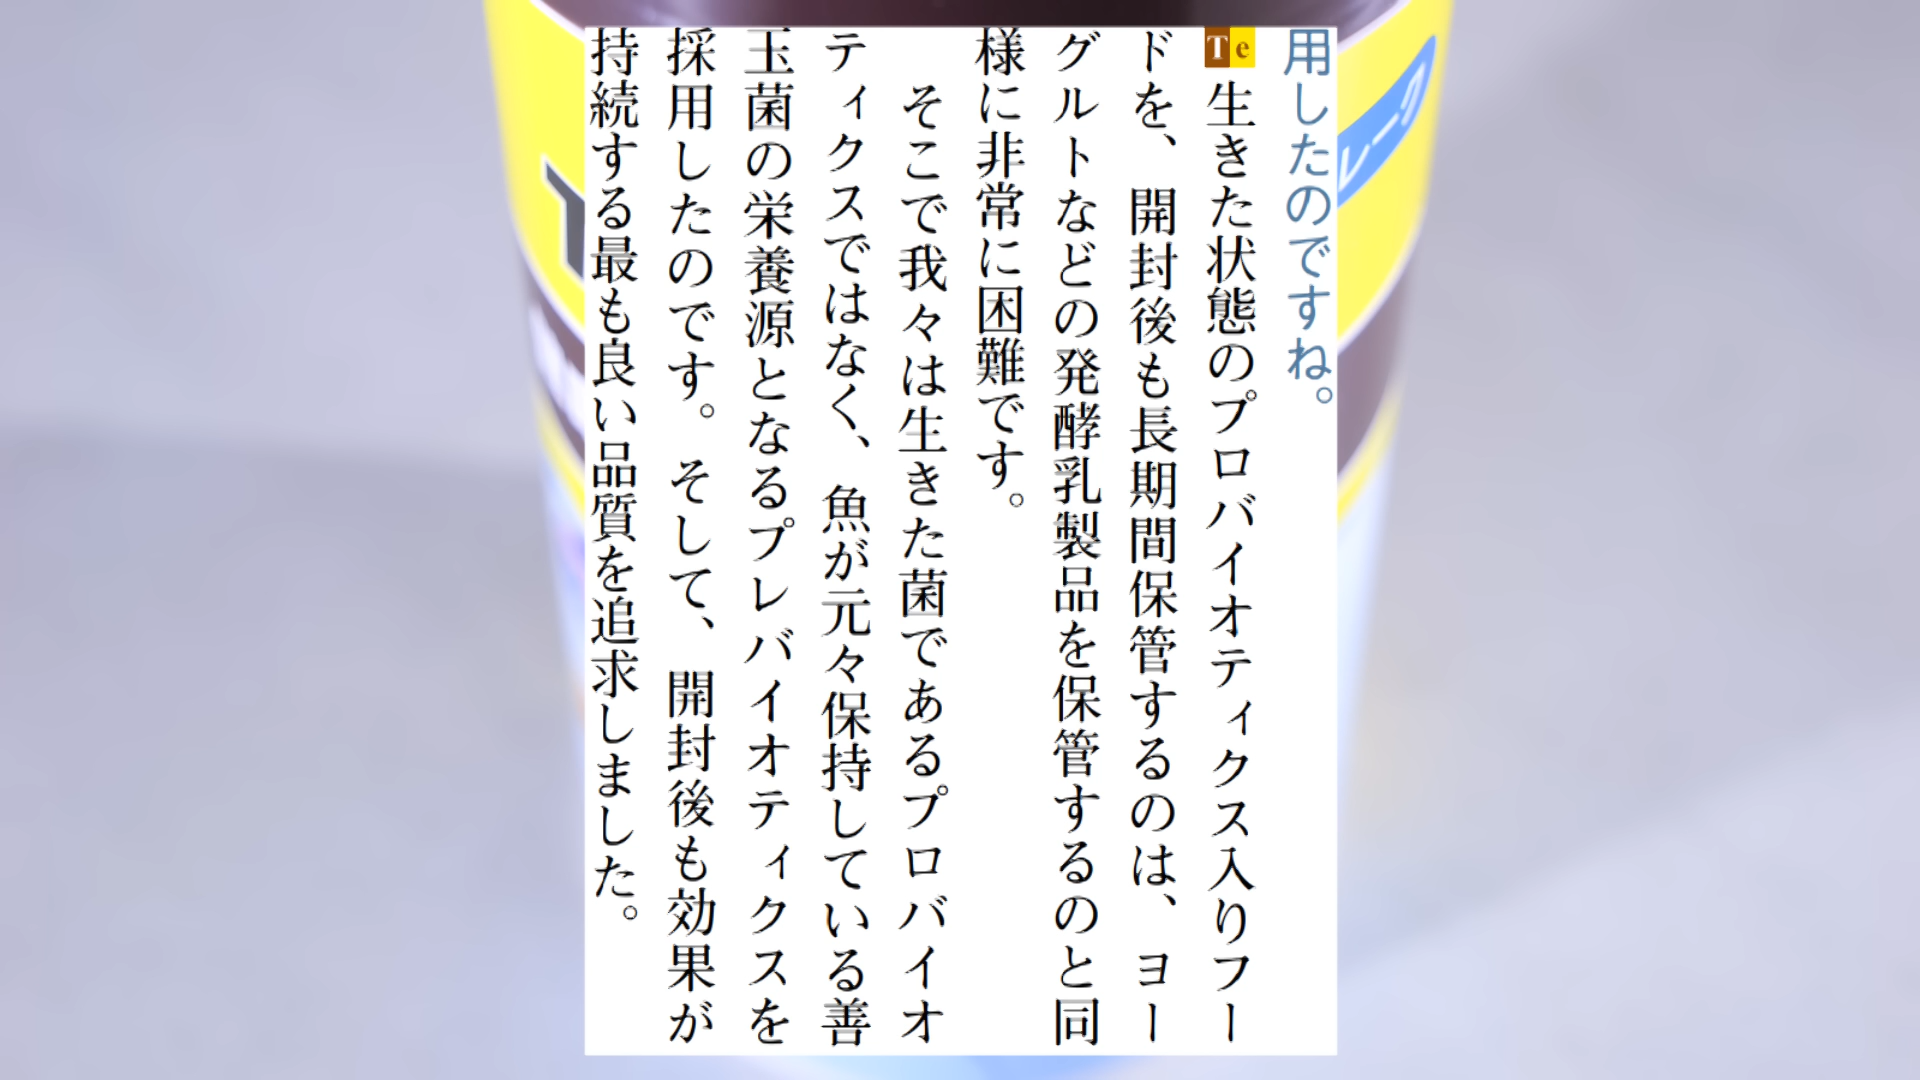 用したのですね。
Te 生きた状態のプロバイオティクス入りフー
ドを、開封後も長期間保管するのは、ヨー
グルトなどの発酵乳製品を保管するのと同
様に非常に困難です。
そこで我々は生きた菌であるプロバイオ
ティクスではなく、魚が元々保持している善
玉菌の栄養源となるプレバイオティクスを
採用したのです。そして、開封後も効果が
持続する最も良い品質を追求しました。
レーク